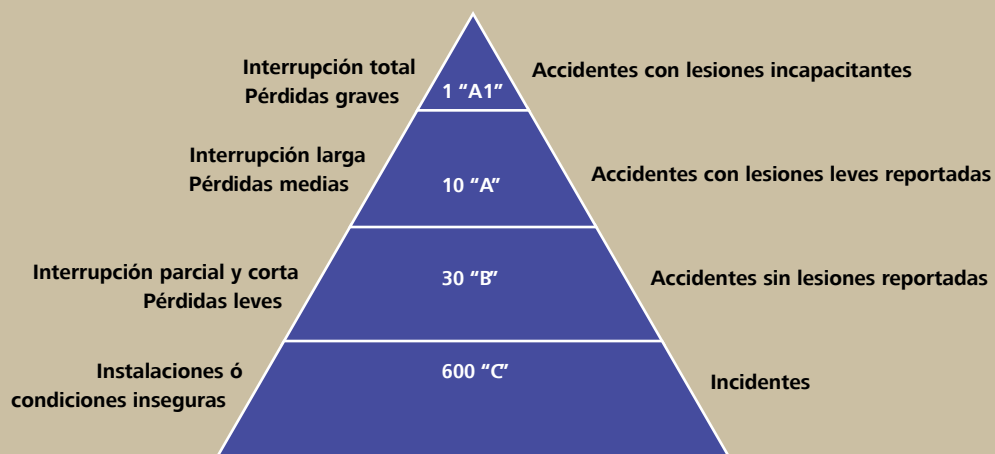 Interrupción total
Pérdidas graves
1 “A1”
Accidentes con lesiones incapacitantes
Interrupción larga
Pérdidas medias
10 “A”
Accidentes con lesiones leves reportadas
Interrupción parcial y corta
Pérdidas leves
30 “B”
Accidentes sin lesiones reportadas
Instalaciones ó
condiciones inseguras
600 “C”
Incidentes